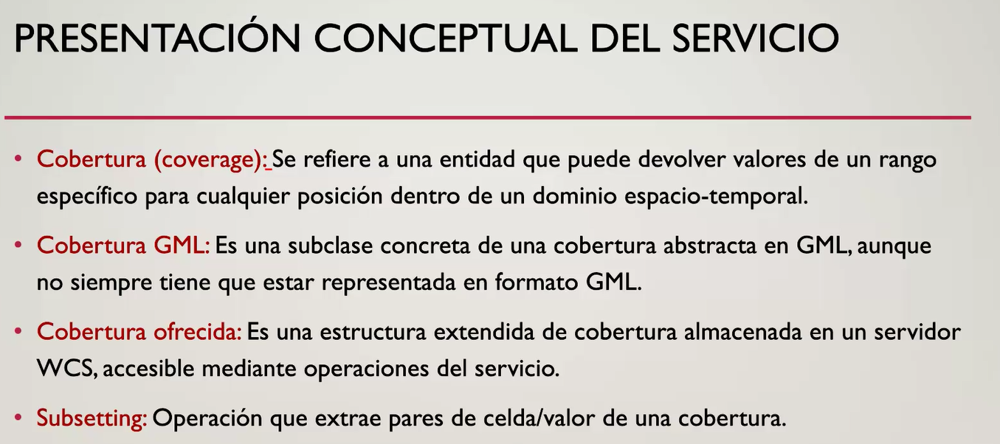 PRESENTACIÓN CONCEPTUAL DEL SERVICIO
• Cobertura (coverage): Se refiere a una entidad que puede devolver valores de un rango
específico para cualquier posición dentro de un dominio espacio-temporal.
• Cobertura GML: Es una subclase concreta de una cobertura abstracta en GML, aunque
no siempre tiene que estar representada en formato GML.
• Cobertura ofrecida: Es una estructura extendida de cobertura almacenada en un servidor
WCS, accesible mediante operaciones del servicio.
• Subsetting: Operación que extrae pares de celda/valor de una cobertura.